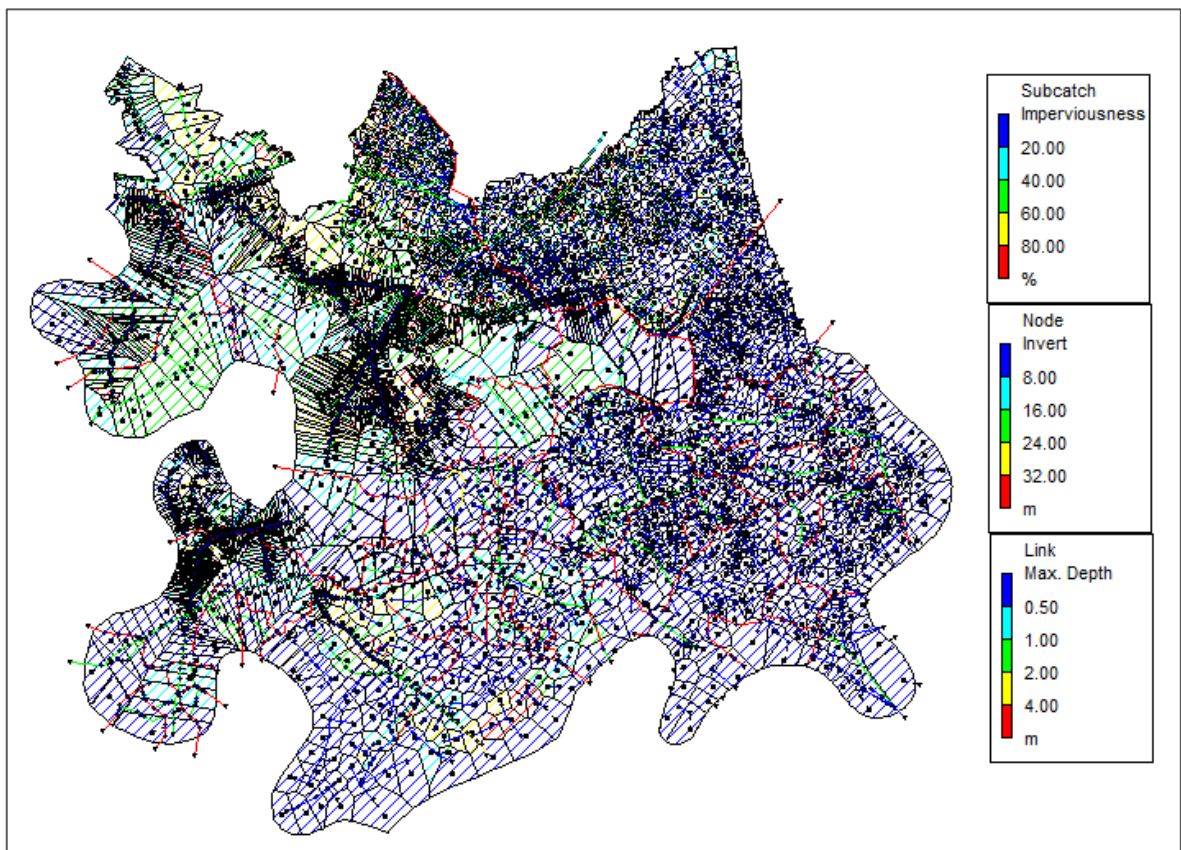 Subcatch
Imperviousness
20.00
40.00
60.00
80.00
%
Node
Invert
8.00
16.00
24.00
32.00
m
Link
Max. Depth
0.50
1.00
2.00
4.00
m